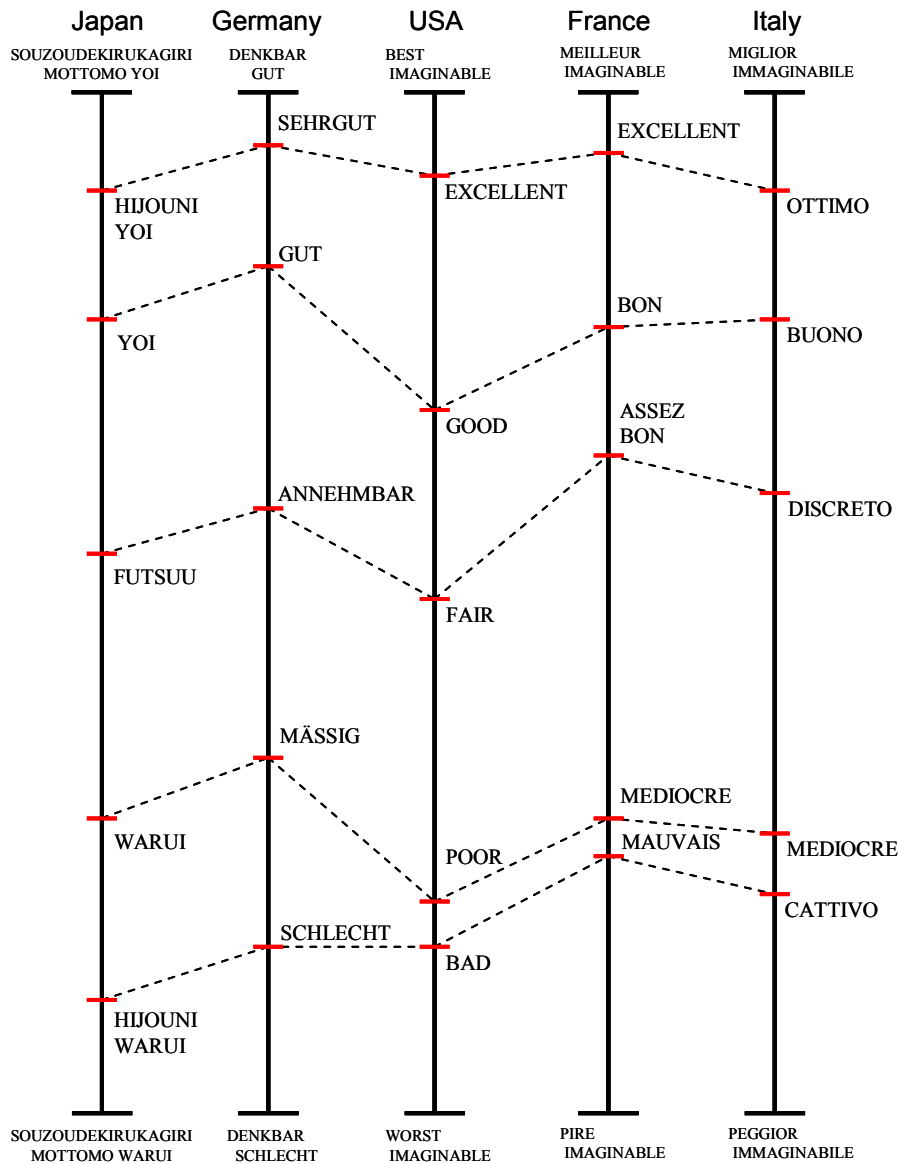 Japan
Germany
USA
France
Italy
SOUZOUDEKIRUKAGIRI
MOTTOMO YOI
DENKBAR
GUT
BEST
IMAGINABLE
MEILLEUR
IMAGINABLE
MIGLIOR
IMMAGINABILE
SEHRGUT
EXCELLENT
EXCELLENT
HIJOUNI
YOI
OTTIMO
GUT
BON
YOI
BUONO
GOOD
ASSEZ
BON
ANNEHMBAR
DISCRETO
FUTSUU
FAIR
MÄSSIG
MEDIOCRE
WARUI
MAUVAIS
POOR
MEDIOCRE
CATTIVO
SCHLECHT
BAD
HIJOUNI
WARUI
SOUZOUDEKIRUKAGIRI
MOTTOMO WARUI
DENKBAR
SCHLECHT
WORST
IMAGINABLE
PIRE
IMAGINABLE
PEGGIOR
IMMAGINABILE